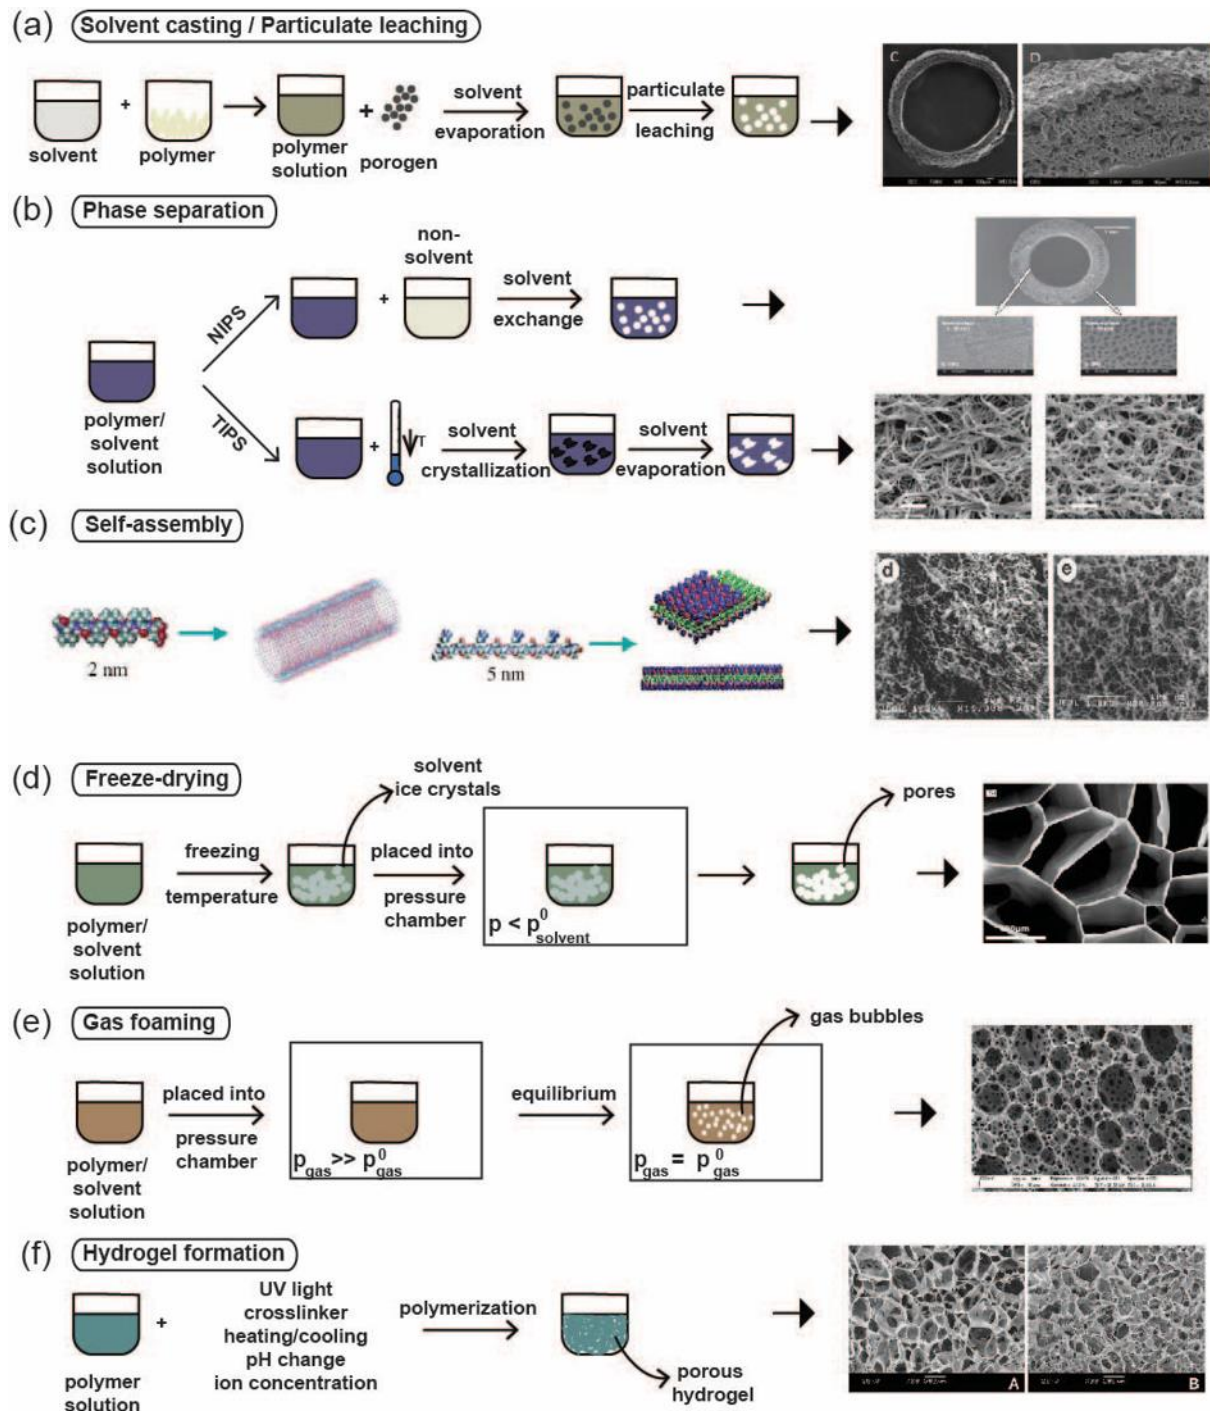 (a) Solvent casting / Particulate leaching
solvent
+
polymer
polymer
solution
+
porogen
solvent
evaporation
particulate
leaching
C
D
(b) Phase separation
polymer/
solvent
solution
NIPS
+
non-
solvent
solvent
exchange
TIPS
+
T
solvent
crystallization
solvent
evaporation
(c) Self-assembly
2 nm
5 nm
d
e
(d) Freeze-drying
polymer/
solvent
solution
freezing
temperature
solvent
ice crystals
placed into
pressure
chamber
p < p⁰solvent
pores
(e) Gas foaming
polymer/
solvent
solution
placed into
pressure
chamber
pgas >> p⁰gas
equilibrium
pgas = p⁰gas
gas bubbles
(f) Hydrogel formation
polymer
solution
+
UV light
crosslinker
heating/cooling
pH change
ion concentration
polymerization
porous
hydrogel
A
B